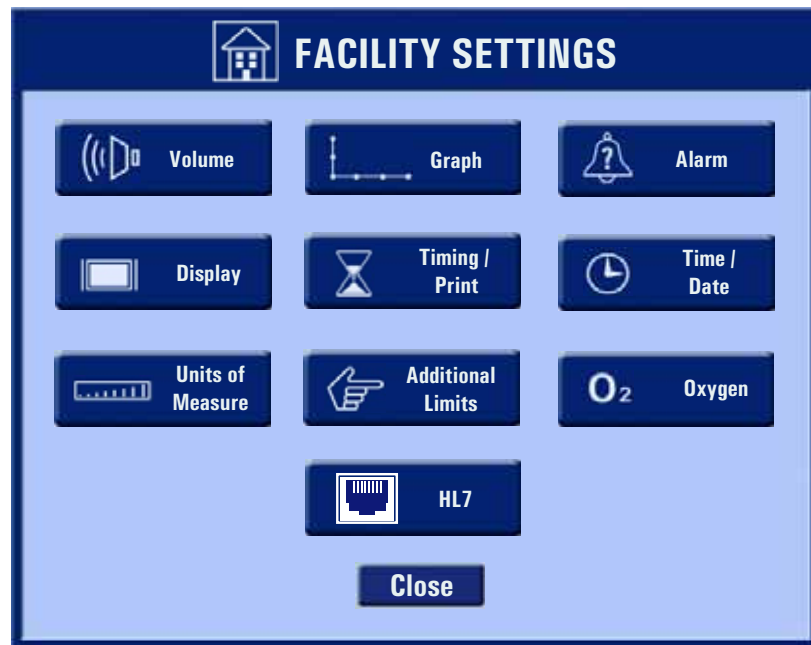 FACILITY SETTINGS
Volume
Graph
?
Alarm
Display
Timing /
Print
Time /
Date
Units of
Measure
Additional
Limits
O2
Oxygen
HL7
Close